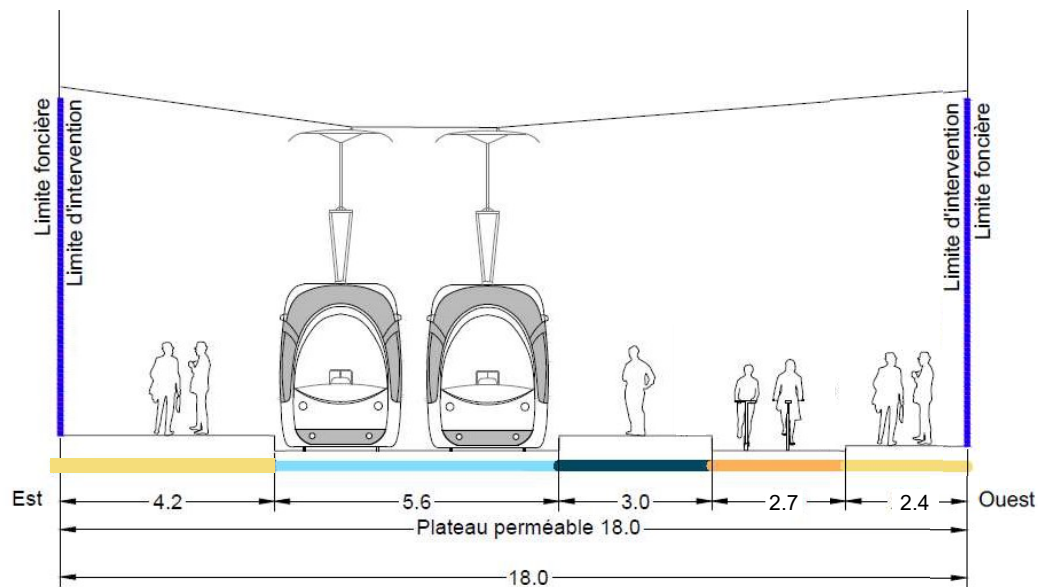 Limite foncière
Limite d'intervention
Limite d'intervention
Limite foncière
Est
4.2
5.6
3.0
2.7
2.4
Ouest
Plateau perméable 18.0
18.0